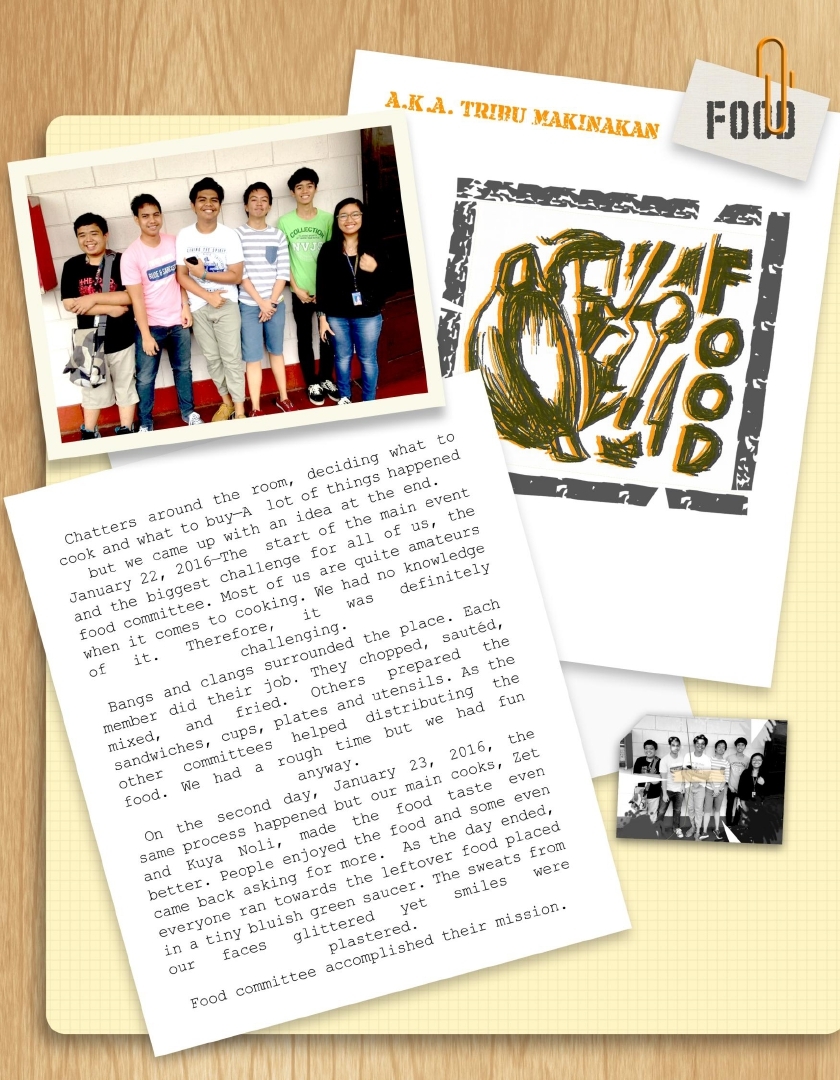 A.K.A. TRIBU MAKINAKAN
FOOD
FOOD
COLLECTION
Chatters around the room, deciding what to
cook and what to buy—A lot of things happened
but we came up with an idea at the end.
January 22, 2016—The start of the main event
and the biggest challenge for all of us, the
food committee. Most of us are quite amateurs
when it comes to cooking. We had no knowledge
of it. Therefore, it was definitely
challenging.
Bangs and clangs surrounded the place. Each
member did their job. They chopped, sautéd,
mixed, and fried. Others prepared the
sandwiches, cups, plates and utensils. As the
other committees helped distributing the
food. We had a rough time but we had fun
anyway.
On the second day, January 23, 2016, the
same process happened but our main cooks, Zet
and Kuya Noli, made the food taste even
better. People enjoyed the food and some even
came back asking for more. As the day ended,
everyone ran towards the leftover food placed
in a tiny bluish green saucer. The sweats from
our faces glittered yet smiles were
plastered.
Food committee accomplished their mission.